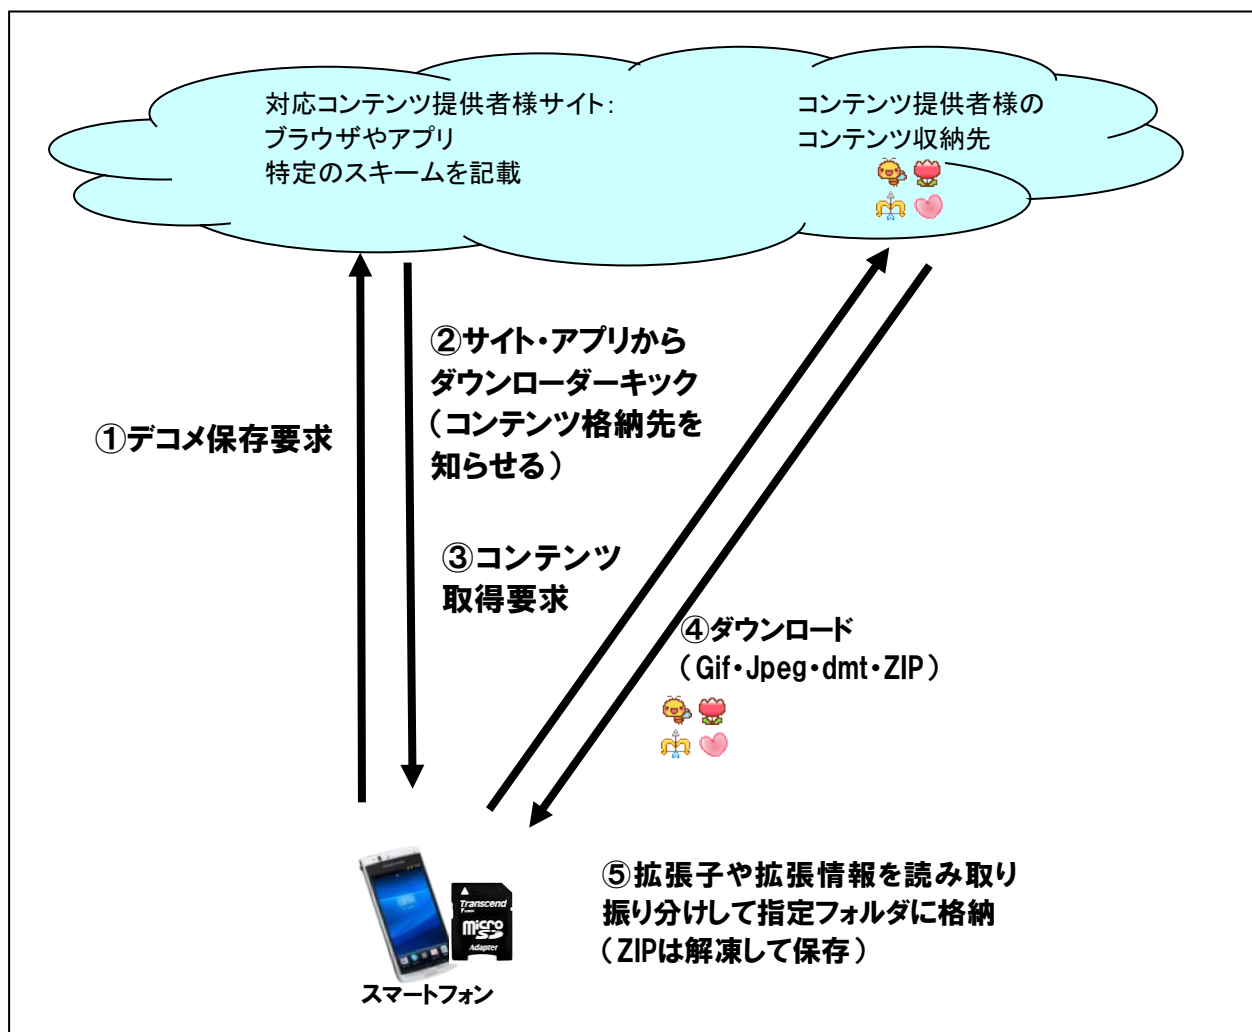 対応コンテンツ提供者様サイト:
ブラウザやアプリ
特定のスキームを記載
コンテンツ提供者様の
コンテンツ収納先
①デコメ保存要求
②サイト・アプリから
ダウンローダーキック
(コンテンツ格納先を
知らせる)
③コンテンツ
取得要求
④ダウンロード
(Gif・Jpeg・dmt・ZIP)
⑤拡張子や拡張情報を読み取り
振り分けして指定フォルダに格納
(ZIPは解凍して保存)
Transcend
Micro
SD
Adapter
スマートフォン